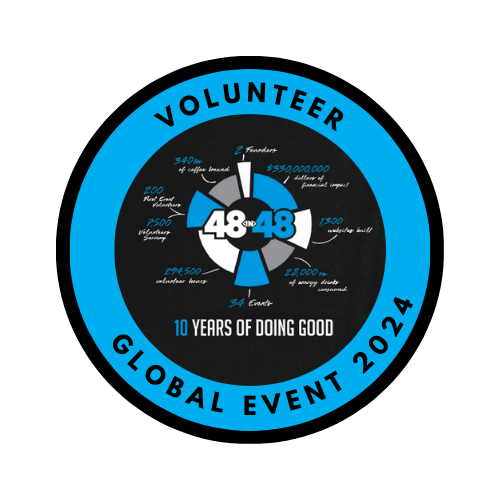 VOLUNTEER
2 Founders
340 lbs
of coffee brewed
$330,000,000
dollars of
financial impact
200
First Event
Volunteers
7500
Volunteers
Serving
48 IN 48
1300
websites built
294,500
volunteer hours
28,000 oz
of energy drinks
consumed
34 Events
10 YEARS OF DOING GOOD
GLOBAL EVENT 2024